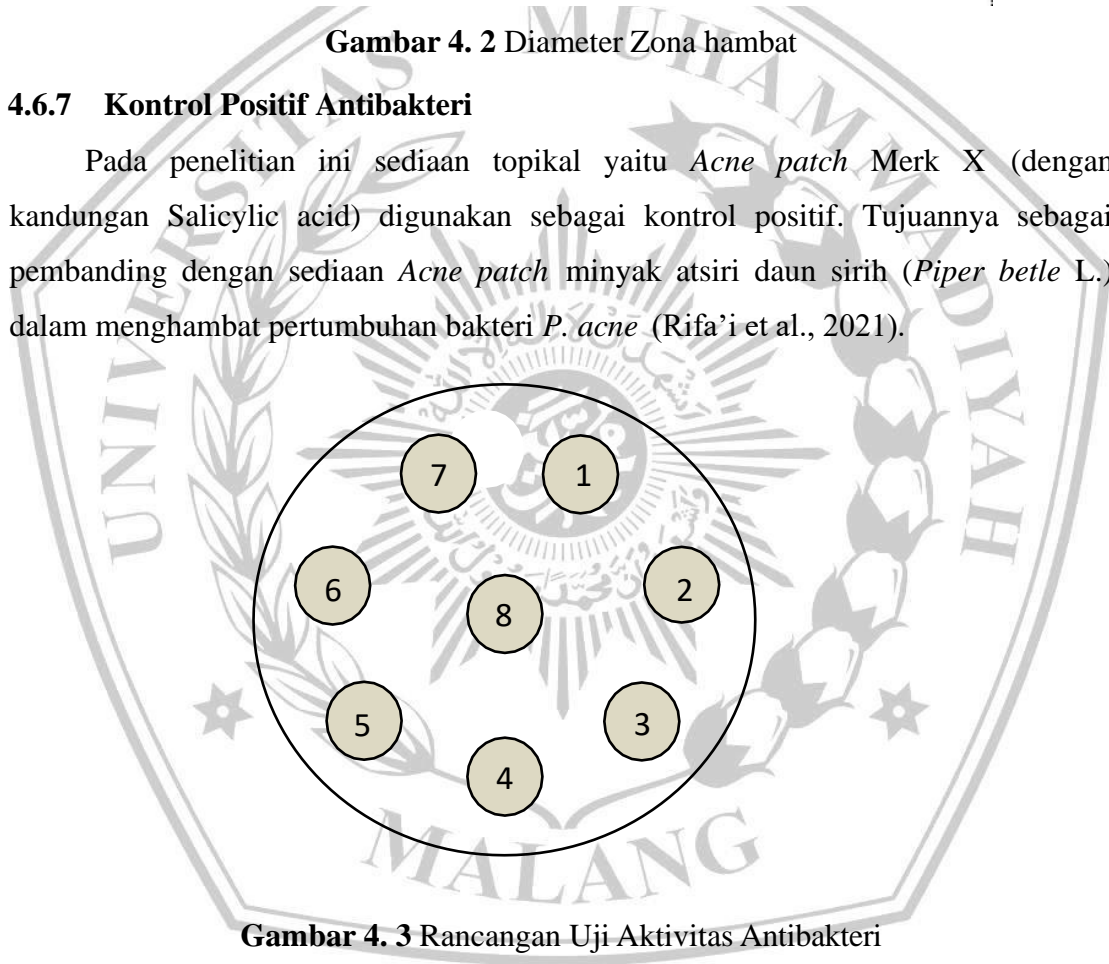 Gambar 4. 2 Diameter Zona hambat
4.6.7 Kontrol Positif Antibakteri
Pada penelitian ini sediaan topikal yaitu Acne patch Merk X (dengan
kandungan Salicylic acid) digunakan sebagai kontrol positif. Tujuannya sebagai
pembanding dengan sediaan Acne patch minyak atsiri daun sirih (Piper betle L.)
dalam menghambat pertumbuhan bakteri P. acne (Rifa’i et al., 2021).
UNIVERSITAS MUHAMMADIYAH
7 1
6 2
8
5 3
4
MALANG
Gambar 4. 3 Rancangan Uji Aktivitas Antibakteri